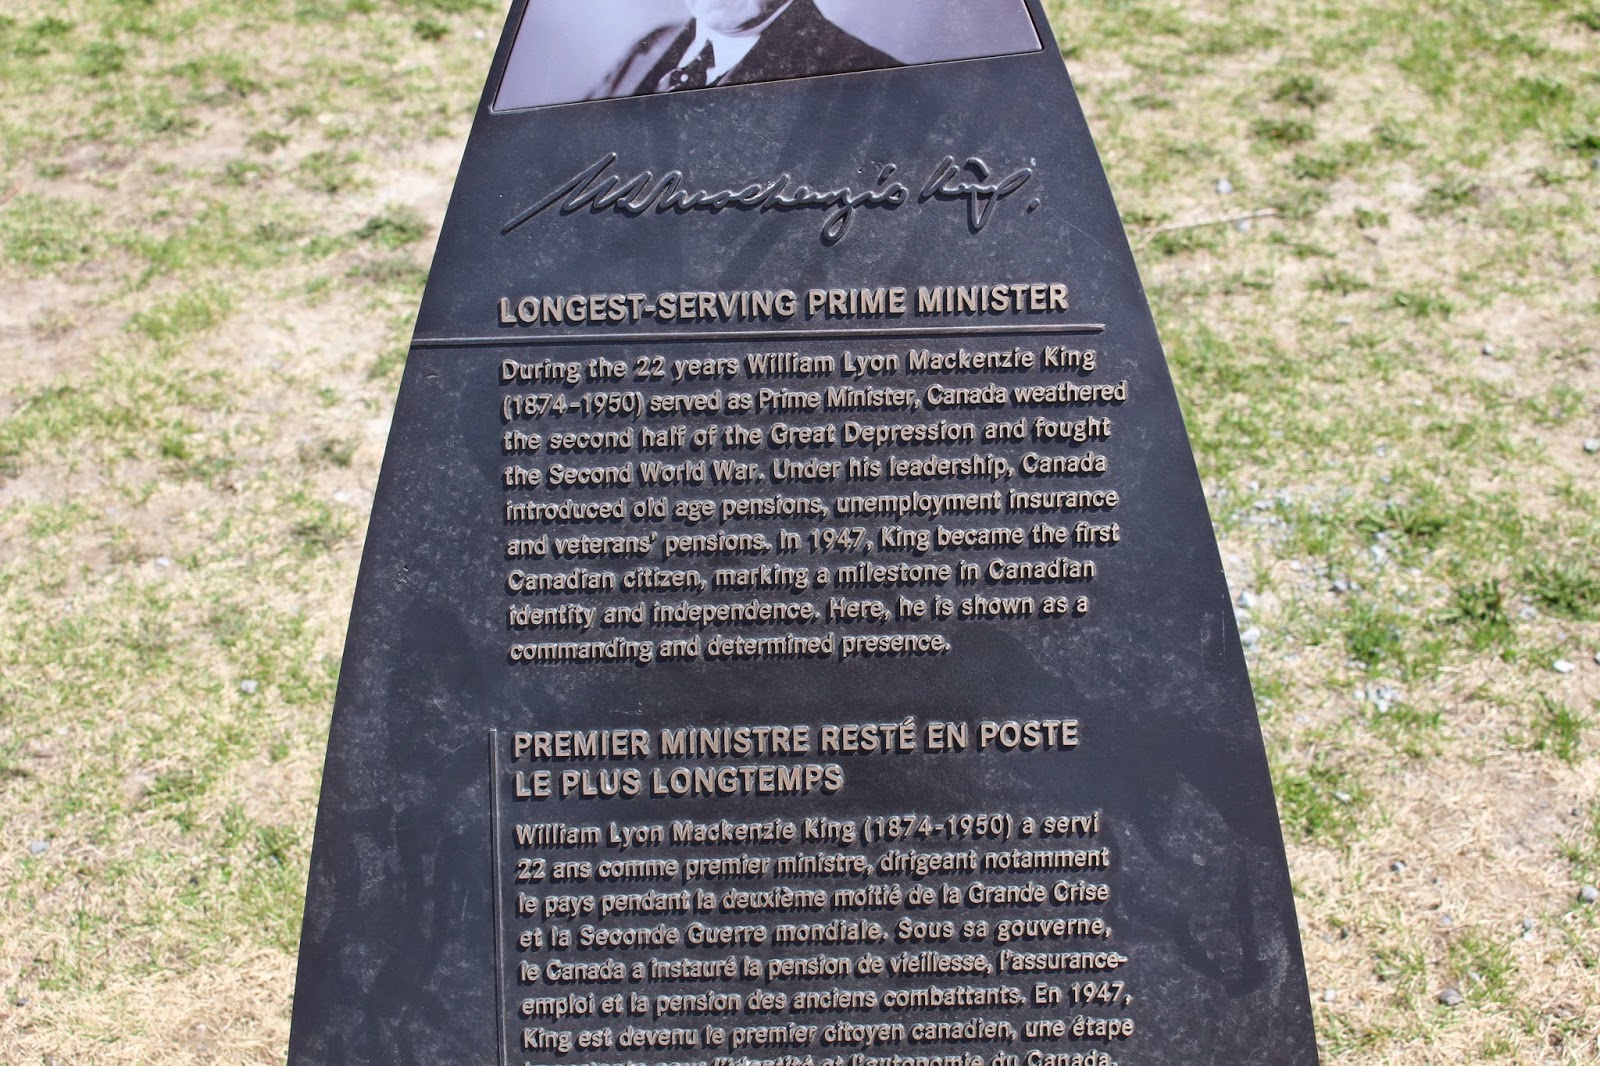 W L Mackenzie King.
LONGEST-SERVING PRIME MINISTER
During the 22 years William Lyon Mackenzie King
(1874-1950) served as Prime Minister, Canada weathered
the second half of the Great Depression and fought
the Second World War. Under his leadership, Canada
introduced old age pensions, unemployment insurance
and veterans' pensions. In 1947, King became the first
Canadian citizen, marking a milestone in Canadian
identity and independence. Here, he is shown as a
commanding and determined presence.
PREMIER MINISTRE RESTÉ EN POSTE
LE PLUS LONGTEMPS
William Lyon Mackenzie King (1874-1950) a servi
22 ans comme premier ministre, dirigeant notamment
le pays pendant la deuxième moitié de la Grande Crise
et la Seconde Guerre mondiale. Sous sa gouverne,
le Canada a instauré la pension de vieillesse, l'assurance-
emploi et la pension des anciens combattants. En 1947,
King est devenu le premier citoyen canadien, une étape
l'identité et l'autonomie du Canada.